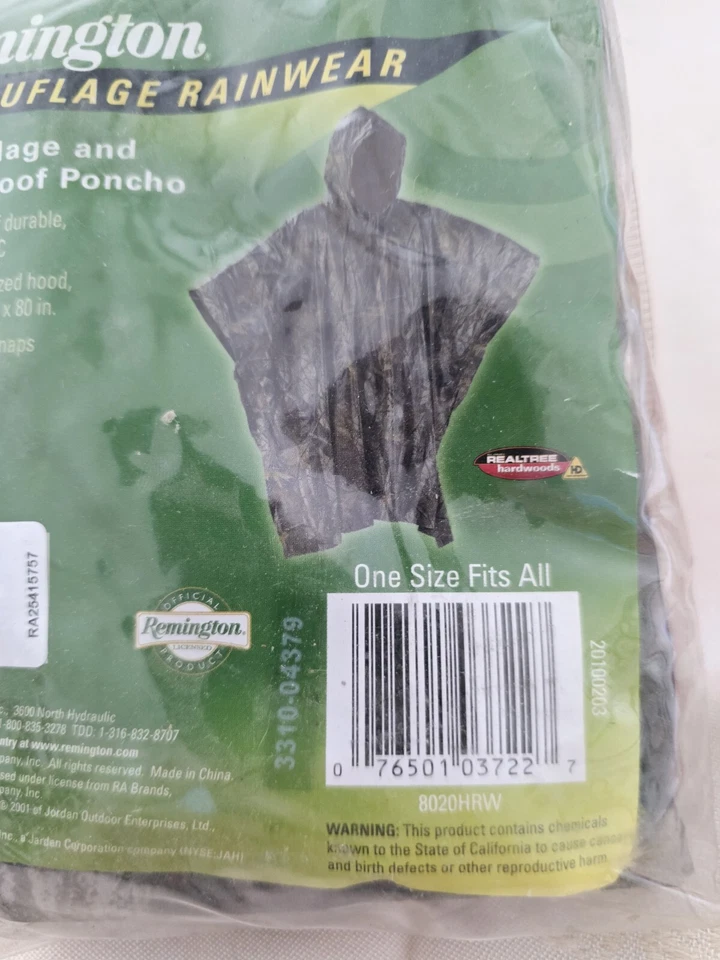 mington
UFLAGE RAINWEAR
lage and
oof Poncho
durable,
C
zed hood,
x 80 in.
naps
REALTREE
hardwoods HD
One Size Fits All
RA25415757
OFFICIAL
Remington.
LICENSED
PRODUCT
3310-04379
20100203
0 76501 03722 7
8020HRW
WARNING: This product contains chemicals
known to the State of California to cause cancer
and birth defects or other reproductive harm
., 3600 North Hydraulic
1-800-835-3278 TDD: 1-316-832-8707
ntry at www.remington.com
pany, Inc. All rights reserved. Made in China.
sed under license from RA Brands,
pany, Inc.
& 2001 of Jordan Outdoor Enterprises, Ltd.,
Inc., a Jarden Corporation company (NYSE:JAH)